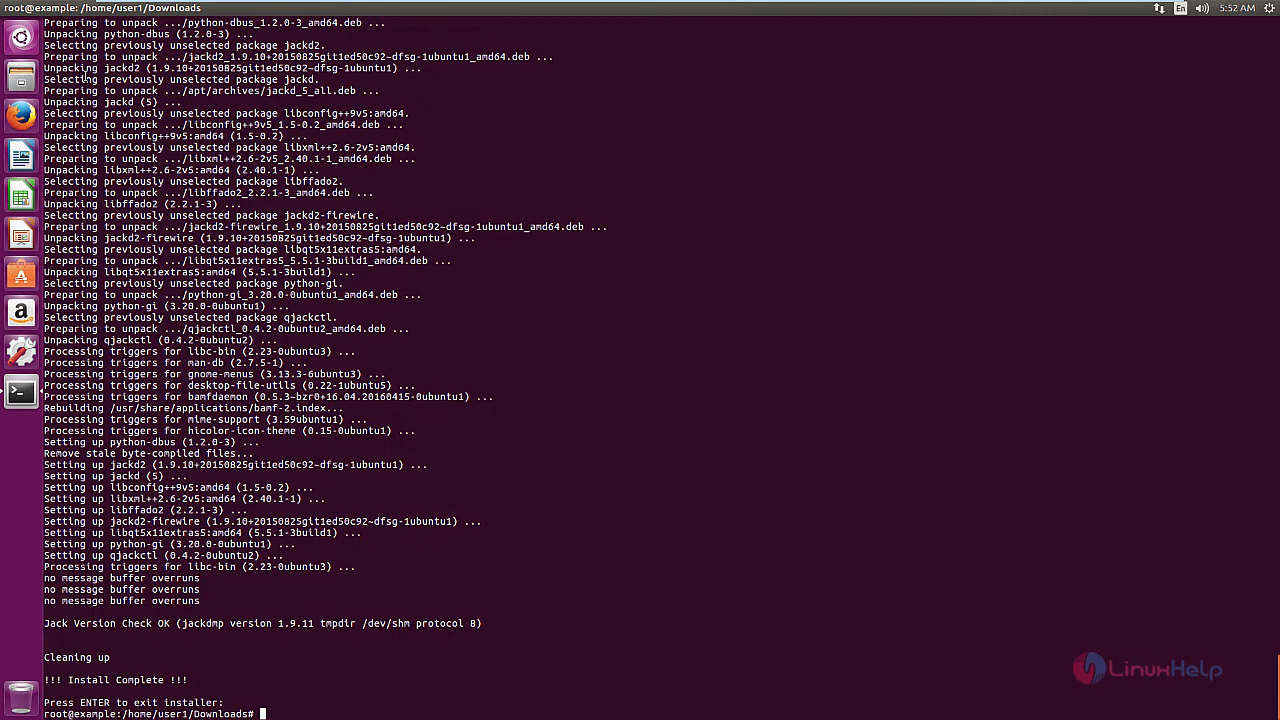 root@example: /home/user1/Downloads
En
5:52 AM
Preparing to unpack .../python-dbus_1.2.0-3_amd64.deb ...
Unpacking python-dbus (1.2.0-3) ...
Selecting previously unselected package jackd2.
Preparing to unpack .../jackd2_1.9.10+20150825git1ed50c92~dfsg-1ubuntu1_amd64.deb ...
Unpacking jackd2 (1.9.10+20150825git1ed50c92~dfsg-1ubuntu1) ...
Selecting previously unselected package jackd.
Preparing to unpack .../apt/archives/jackd_5_all.deb ...
Unpacking jackd (5) ...
Selecting previously unselected package libconfig++9v5:amd64.
Preparing to unpack .../libconfig++9v5_1.5-0.2_amd64.deb ...
Unpacking libconfig++9v5:amd64 (1.5-0.2) ...
Selecting previously unselected package libxml++2.6-2v5:amd64.
Preparing to unpack .../libxml++2.6-2v5_2.40.1-1_amd64.deb ...
Unpacking libxml++2.6-2v5:amd64 (2.40.1-1) ...
Selecting previously unselected package libffado2.
Preparing to unpack .../libffado2_2.2.1-3_amd64.deb ...
Unpacking libffado2 (2.2.1-3) ...
Selecting previously unselected package jackd2-firewire.
Preparing to unpack .../jackd2-firewire_1.9.10+20150825git1ed50c92~dfsg-1ubuntu1_amd64.deb ...
Unpacking jackd2-firewire (1.9.10+20150825git1ed50c92~dfsg-1ubuntu1) ...
Selecting previously unselected package libqt5x11extras5:amd64.
Preparing to unpack .../libqt5x11extras5_5.5.1-3build1_amd64.deb ...
Unpacking libqt5x11extras5:amd64 (5.5.1-3build1) ...
Selecting previously unselected package python-gi.
Preparing to unpack .../python-gi_3.20.0-0ubuntu1_amd64.deb ...
Unpacking python-gi (3.20.0-0ubuntu1) ...
Selecting previously unselected package qjackctl.
Preparing to unpack .../qjackctl_0.4.2-0ubuntu2_amd64.deb ...
Unpacking qjackctl (0.4.2-0ubuntu2) ...
Processing triggers for libc-bin (2.23-0ubuntu3) ...
Processing triggers for man-db (2.7.5-1) ...
Processing triggers for gnome-menus (3.13.3-6ubuntu3) ...
Processing triggers for desktop-file-utils (0.22-1ubuntu5) ...
Processing triggers for bamfdaemon (0.5.3~bzr0+16.04.20160415-0ubuntu1) ...
Rebuilding /usr/share/applications/bamf-2.index...
Processing triggers for mime-support (3.59ubuntu1) ...
Processing triggers for hicolor-icon-theme (0.15-0ubuntu1) ...
Setting up python-dbus (1.2.0-3) ...
Remove stale byte-compiled files...
Setting up jackd2 (1.9.10+20150825git1ed50c92~dfsg-1ubuntu1) ...
Setting up jackd (5) ...
Setting up libconfig++9v5:amd64 (1.5-0.2) ...
Setting up libxml++2.6-2v5:amd64 (2.40.1-1) ...
Setting up libffado2 (2.2.1-3) ...
Setting up jackd2-firewire (1.9.10+20150825git1ed50c92~dfsg-1ubuntu1) ...
Setting up libqt5x11extras5:amd64 (5.5.1-3build1) ...
Setting up python-gi (3.20.0-0ubuntu1) ...
Setting up qjackctl (0.4.2-0ubuntu2) ...
Processing triggers for libc-bin (2.23-0ubuntu3) ...
no message buffer overruns
no message buffer overruns
no message buffer overruns
Jack Version Check OK (jackdmp version 1.9.11 tmpdir /dev/shm protocol 8)
Cleaning up
!!! Install Complete !!!
Press ENTER to exit installer:
root@example:/home/user1/Downloads#
LinuxHelp